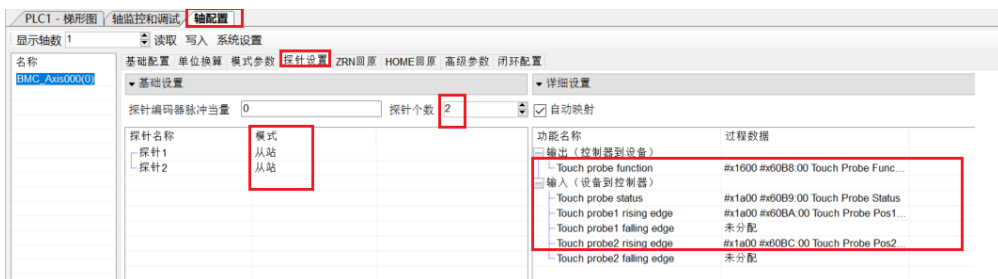 PLC1 - 梯形图 轴监控和调试 轴配置
显示轴数 1 读取 写入 系统设置
名称
BMC_Axis000(0)
基础配置 单位换算 模式参数 探针设置 ZRN回原 HOME回原 高级参数 闭环配置
基础设置
探针编码器脉冲当量 0 探针个数 2
探针名称 模式
探针1 从站
探针2 从站
详细设置
自动映射
功能名称 过程数据
输出（控制器到设备）
Touch probe function #x1600 #x60B8:00 Touch Probe Func...
输入（设备到控制器）
Touch probe status #x1a00 #x60B9:00 Touch Probe Status
Touch probe1 rising edge #x1a00 #x60BA:00 Touch Probe Pos1...
Touch probe1 falling edge 未分配
Touch probe2 rising edge #x1a00 #x60BC:00 Touch Probe Pos2...
Touch probe2 falling edge 未分配